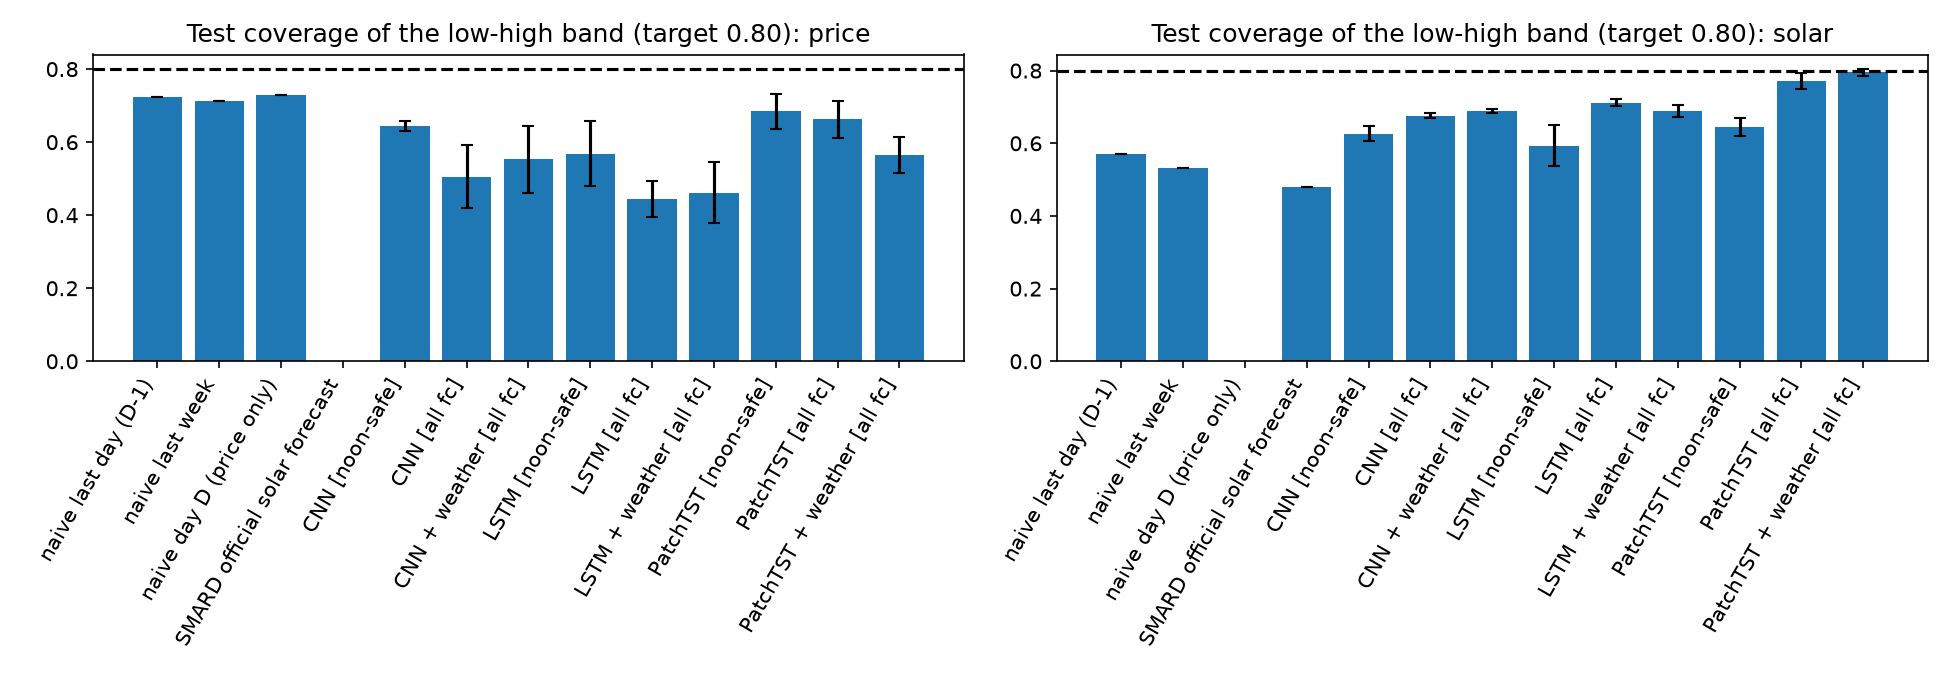 Test coverage of the low-high band (target 0.80): price
0.8
0.6
0.4
0.2
0.0
naive last day (D-1)
naive last week
naive day D (price only)
SMARD official solar forecast
CNN [noon-safe]
CNN [all fc]
CNN + weather [all fc]
LSTM [noon-safe]
LSTM [all fc]
LSTM + weather [all fc]
PatchTST [noon-safe]
PatchTST [all fc]
PatchTST + weather [all fc]
Test coverage of the low-high band (target 0.80): solar
0.8
0.6
0.4
0.2
0.0
naive last day (D-1)
naive last week
naive day D (price only)
SMARD official solar forecast
CNN [noon-safe]
CNN [all fc]
CNN + weather [all fc]
LSTM [noon-safe]
LSTM [all fc]
LSTM + weather [all fc]
PatchTST [noon-safe]
PatchTST [all fc]
PatchTST + weather [all fc]